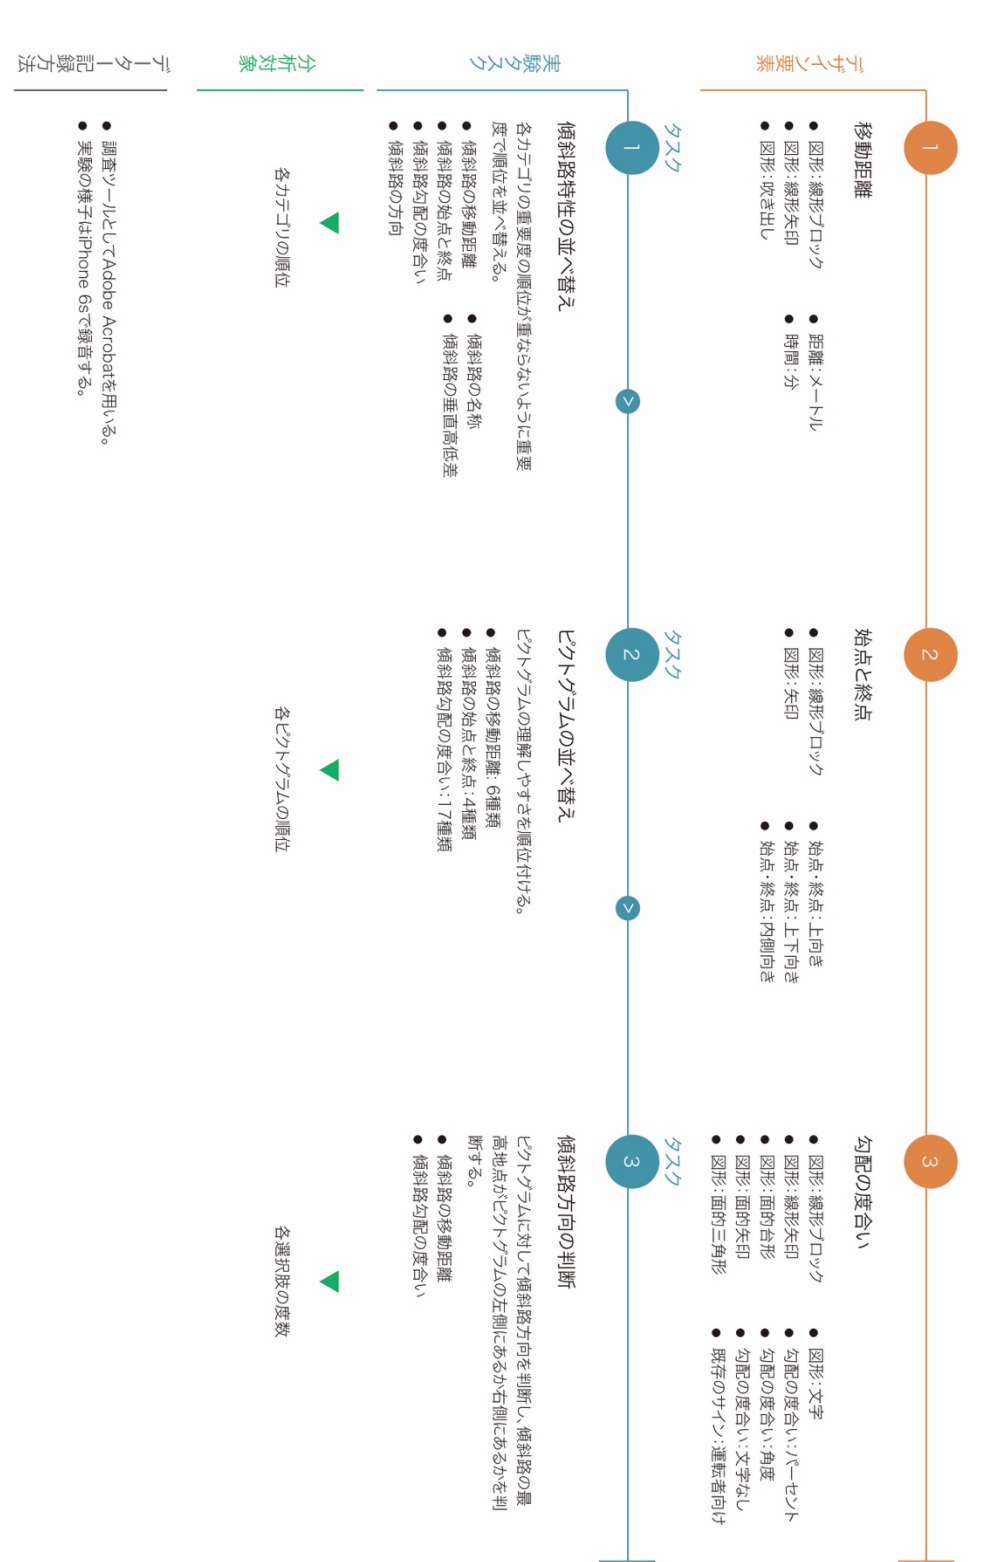 デザイン要素
1
移動距離
● 図形：線形ブロック
● 図形：線形矢印
● 図形：吹き出し
● 距離：メートル
● 時間：分
2
始点と終点
● 図形：線形ブロック
● 図形：矢印
● 始点・終点：上向き
● 始点・終点：上下向き
● 始点・終点：内側向き
3
勾配の度合い
● 図形：線形ブロック
● 図形：線形矢印
● 図形：面的台形
● 図形：面的矢印
● 図形：面的三角形
● 図形：文字
● 勾配の度合い：パーセント
● 勾配の度合い：角度
● 勾配の度合い：文字なし
● 既存のサイン：運転者向け
実験タスク
タスク
1
傾斜路特性の並べ替え
各カテゴリの重要度の順位が重ならないように重要
度で順位を並べ替える。
● 傾斜路の移動距離
● 傾斜路の始点と終点
● 傾斜路勾配の度合い
● 傾斜路の方向
● 傾斜路の名称
● 傾斜路の垂直高低差
>
タスク
2
ピクトグラムの並べ替え
ピクトグラムの理解しやすさを順位付ける。
● 傾斜路の移動距離：6種類
● 傾斜路の始点と終点：4種類
● 傾斜路勾配の度合い：17種類
>
タスク
3
傾斜路方向の判断
ピクトグラムに対して傾斜路方向を判断し、傾斜路の最
高地点がピクトグラムの左側にあるか右側にあるかを判
断する。
● 傾斜路の移動距離
● 傾斜路勾配の度合い
分析対象
各カテゴリの順位
各ピクトグラムの順位
各選択肢の度数
データー記録方法
● 調査ツールとしてAdobe Acrobatを用いる。
● 実験の様子はiPhone 6sで録音する。